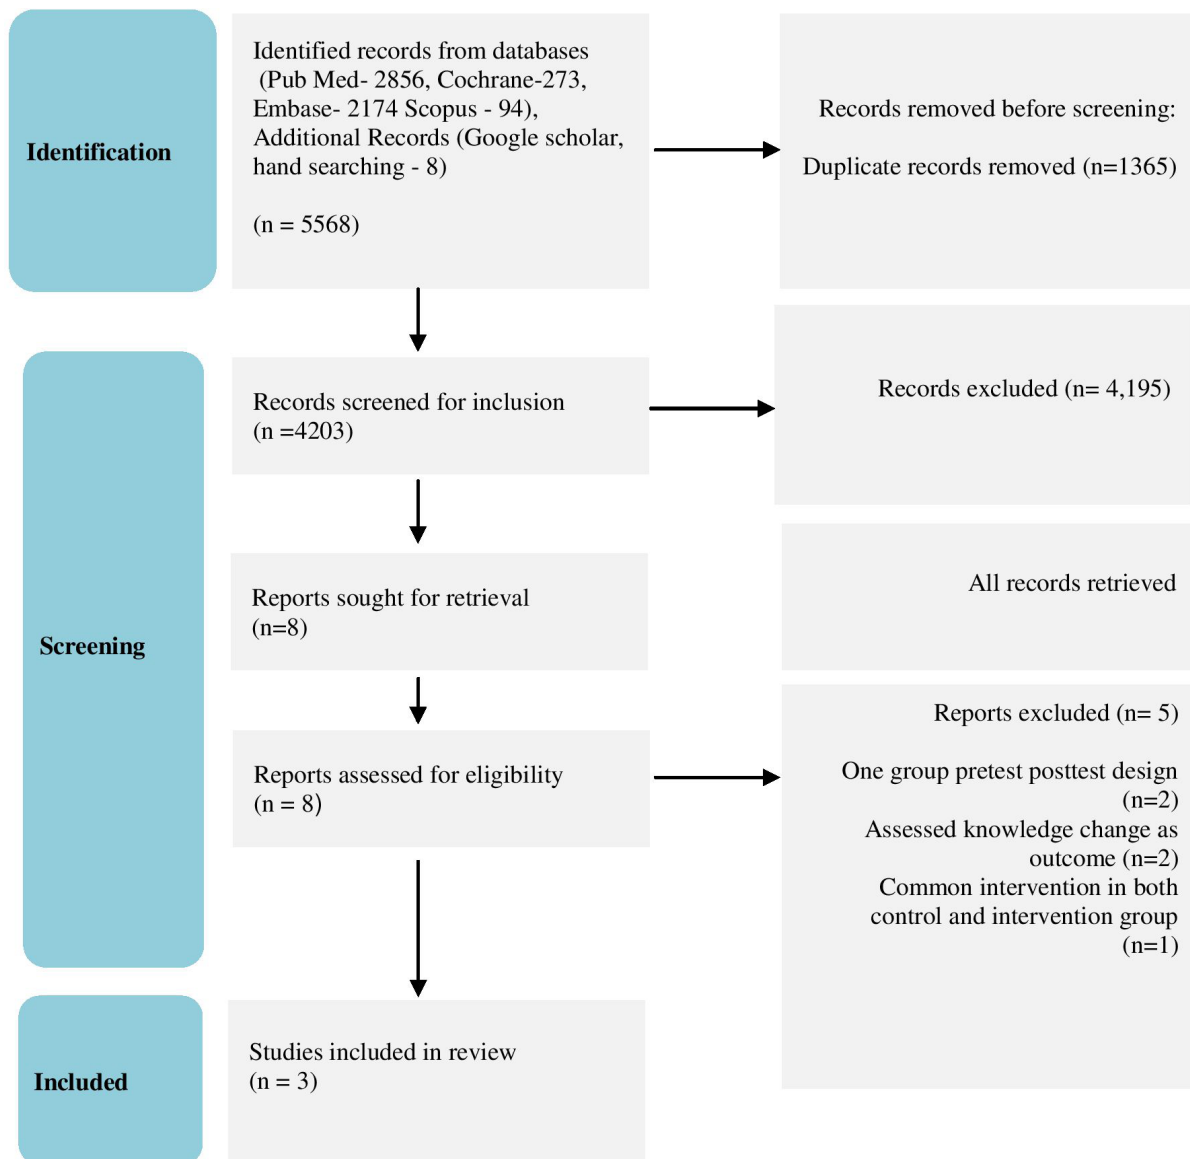 Identification
Identified records from databases
(Pub Med- 2856, Cochrane-273,
Embase- 2174 Scopus - 94),
Additional Records (Google scholar,
hand searching - 8)
(n = 5568)
Records removed before screening:
Duplicate records removed (n=1365)
Screening
Records screened for inclusion
(n =4203)
Records excluded (n= 4,195)
Reports sought for retrieval
(n=8)
All records retrieved
Reports assessed for eligibility
(n = 8)
Reports excluded (n= 5)
One group pretest posttest design
(n=2)
Assessed knowledge change as
outcome (n=2)
Common intervention in both
control and intervention group
(n=1)
Included
Studies included in review
(n = 3)